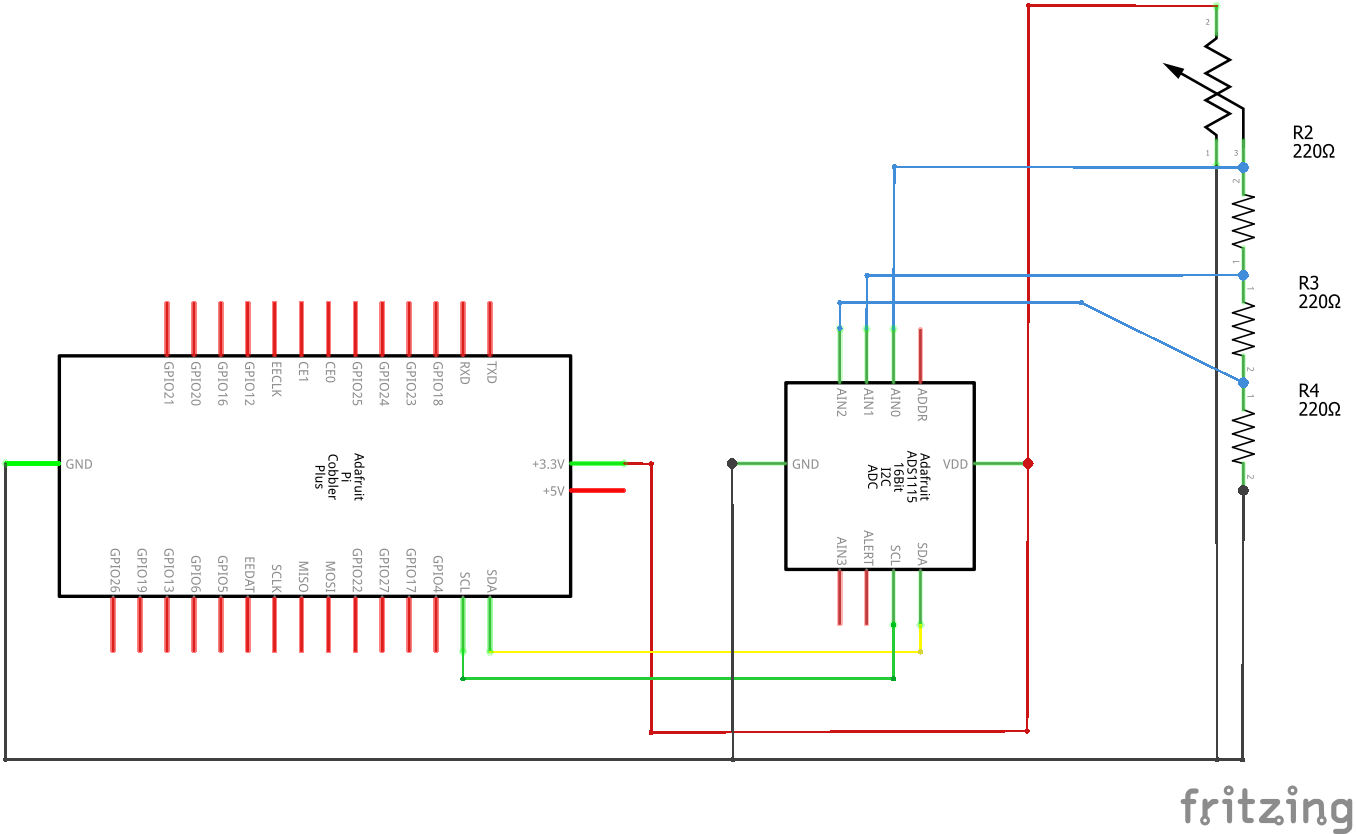 2
1
3
R2
220Ω
2
1
R3
220Ω
1
2
R4
220Ω
1
2
GPIO21
GPIO20
GPIO16
GPIO12
EECLK
CE1
CE0
GPIO25
GPIO24
GPIO23
GPIO18
RXD
TXD
GND
Adafruit
Pi
Cobbler
Plus
+3.3V
+5V
GPIO26
GPIO19
GPIO13
GPIO6
GPIO5
EEDAT
SCLK
MISO
MOSI
GPIO22
GPIO27
GPIO17
GPIO4
SCL
SDA
AIN2
AIN1
AIN0
ADDR
GND
Adafruit
ADS1115
16Bit
I2C
ADC
VDD
AIN3
ALERT
SCL
SDA
fritzing